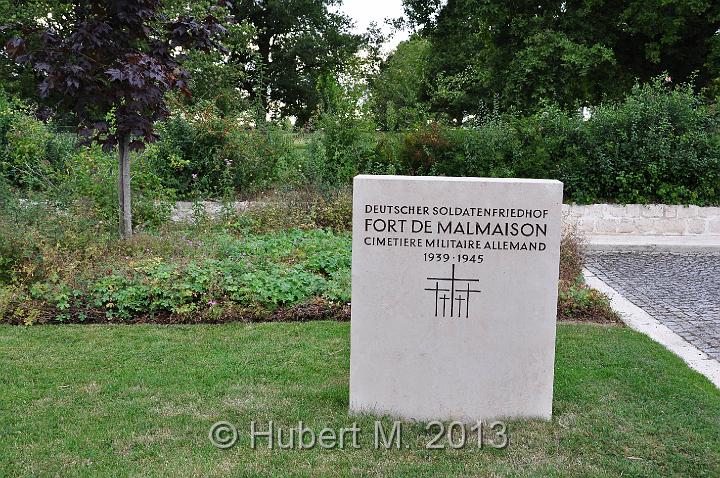 DEUTSCHER SOLDATENFRIEDHOF
FORT DE MALMAISON
CIMETIERE MILITAIRE ALLEMAND
1939 · 1945
© Hubert M. 2013